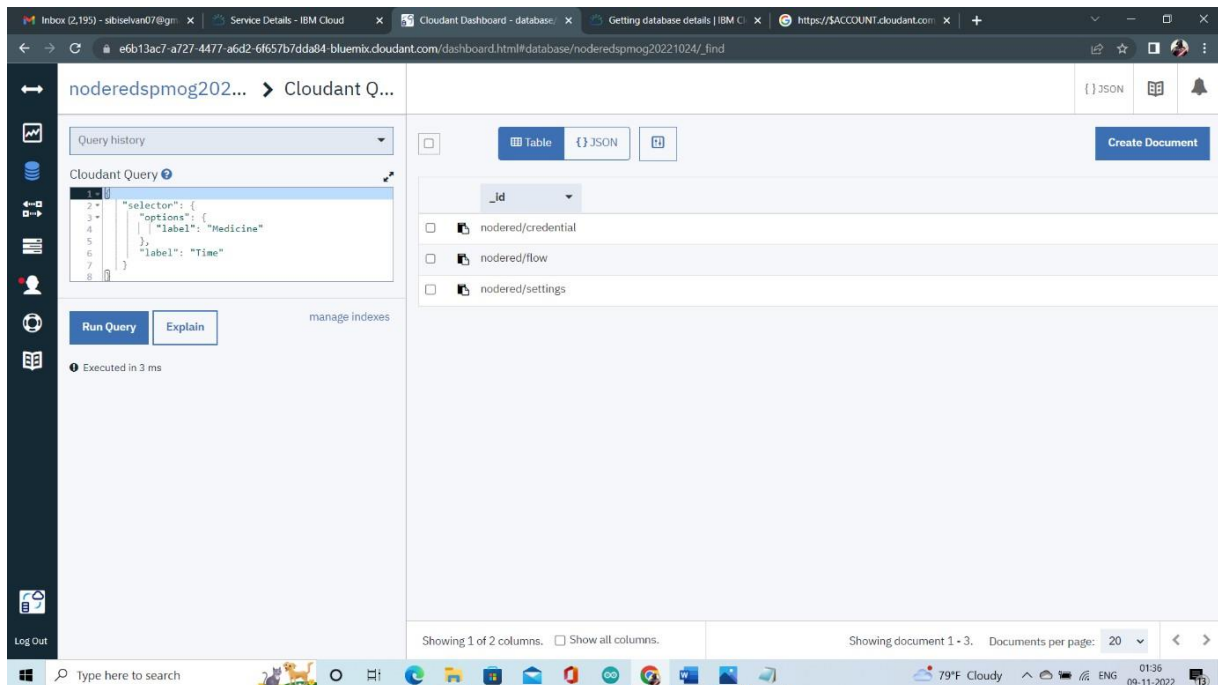 Inbox (2,195) - sibiselvan07@gm
Service Details - IBM Cloud
Cloudant Dashboard - database/
Getting database details | IBM Cl
https://$ACCOUNT.cloudant.com
e6b13ac7-a727-4477-a6d2-6f657b7dda84-bluemix.cloudant.com/dashboard.html#database/noderedspmog20221024/_find
noderedspmog202... > Cloudant Q...
{ } JSON
Query history
Table
{ } JSON
Create Document
Cloudant Query
1 {
2 "selector": {
3 "options": {
4 "label": "Medicine"
5 },
6 "label": "Time"
7 }
8 }
_id
nodered/credential
nodered/flow
nodered/settings
Run Query
Explain
manage indexes
Executed in 3 ms
Log Out
Showing 1 of 2 columns.
Show all columns.
Showing document 1 - 3.
Documents per page: 20
Type here to search
79°F Cloudy
ENG
01:36
09-11-2022
13